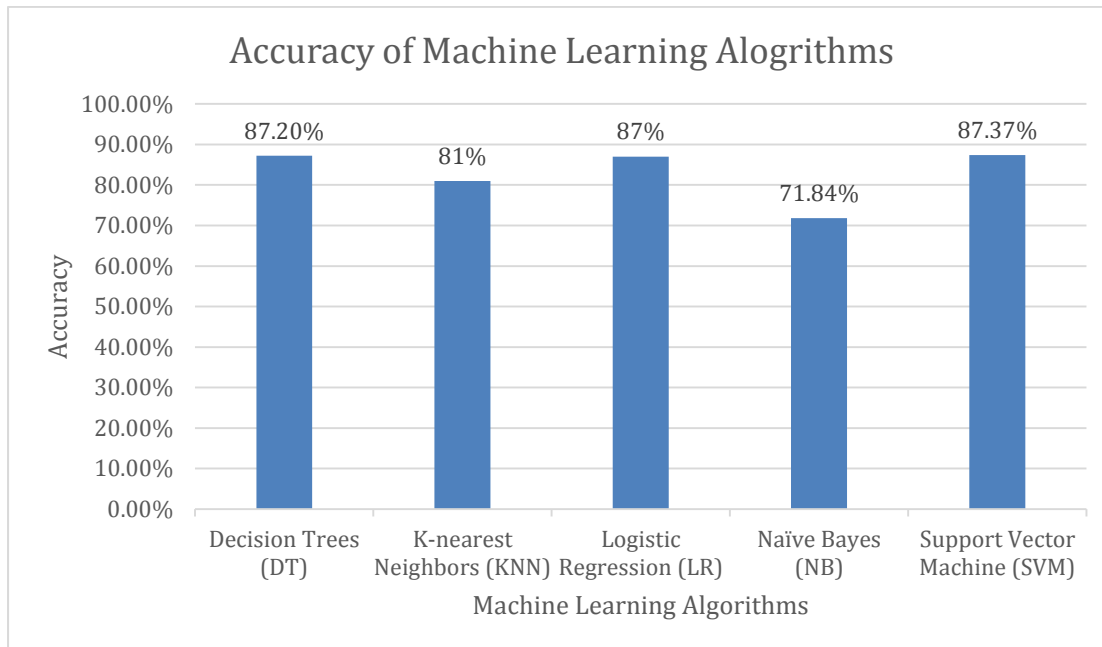 Accuracy of Machine Learning Alogrithms
100.00%
90.00%
80.00%
70.00%
60.00%
50.00%
40.00%
30.00%
20.00%
10.00%
0.00%
Accuracy
87.20%
81%
87%
71.84%
87.37%
Decision Trees
(DT)
K-nearest
Neighbors (KNN)
Logistic
Regression (LR)
Naïve Bayes
(NB)
Support Vector
Machine (SVM)
Machine Learning Algorithms